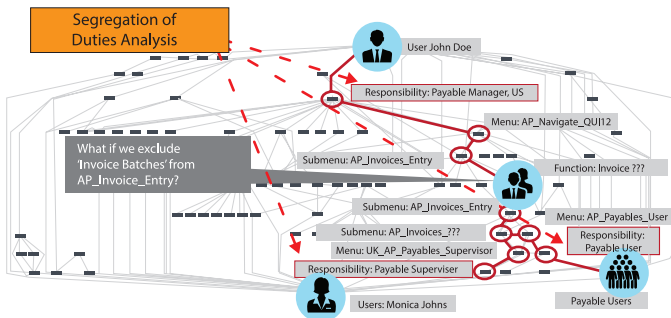 Segregation of
Duties Analysis
User John Doe
Responsibility: Payable Manager, US
Menu: AP_Navigate_QUI12
What if we exclude
'Invoice Batches' from
AP_Invoice_Entry?
Submenu: AP_Invoices_Entry
Function: Invoice ???
Submenu: AP_Invoices_Entry
Menu: AP_Payables_User
Submenu: AP_Invoices_???
Responsibility:
Payable User
Menu: UK_AP_Payables_Supervisor
Responsibility: Payable Superviser
Users: Monica Johns
Payable Users